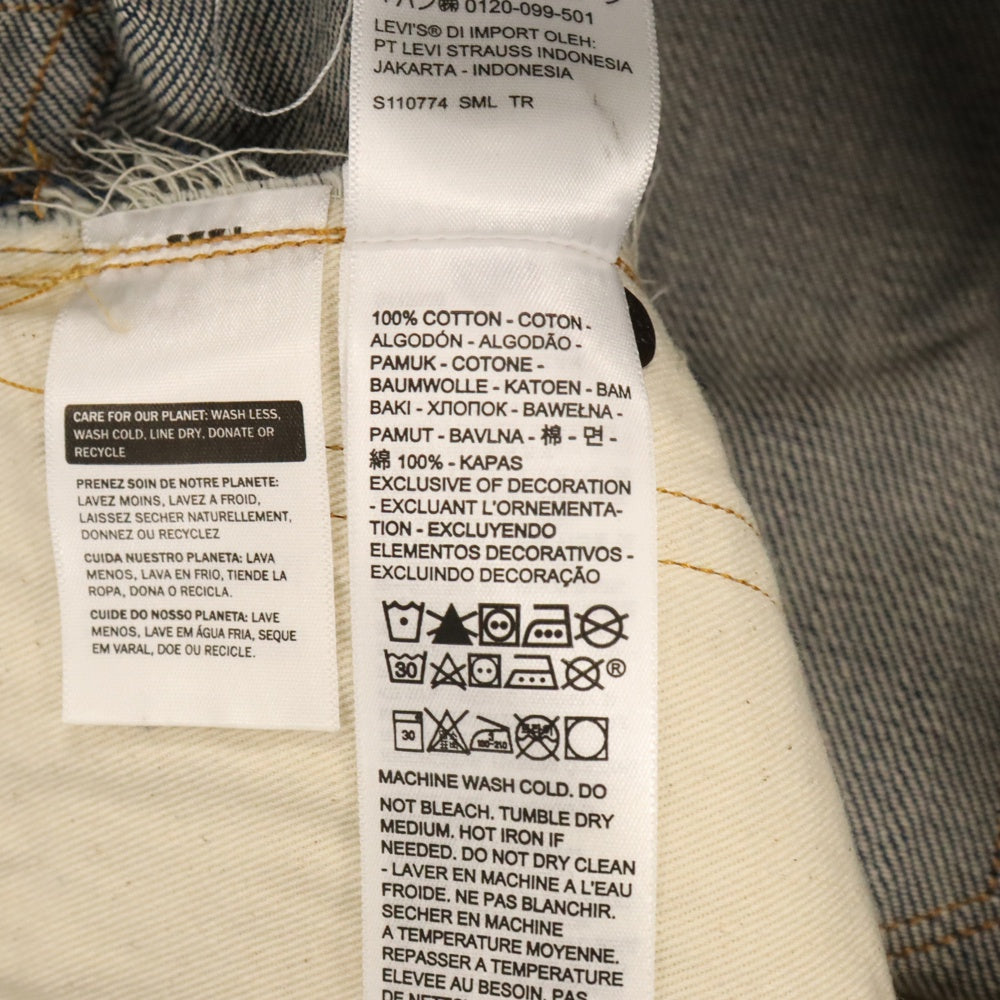 0120-099-501
LEVI'S® DI IMPORT OLEH:
PT LEVI STRAUSS INDONESIA
JAKARTA - INDONESIA
S110774 SML TR
100% COTTON - COTON -
ALGODÓN - ALGODÃO -
PAMUK - COTONE -
BAUMWOLLE - KATOEN - BAM
BAKI - ХЛОПОК - BAWEŁNA -
PAMUT - BAVLNA - 棉 - 면 -
綿 100% - KAPAS
EXCLUSIVE OF DECORATION
- EXCLUANT L'ORNEMENTA-
TION - EXCLUYENDO
ELEMENTOS DECORATIVOS -
EXCLUINDO DECORAÇÃO
30
®
30 3 180-210
MACHINE WASH COLD. DO
NOT BLEACH. TUMBLE DRY
MEDIUM. HOT IRON IF
NEEDED. DO NOT DRY CLEAN
- LAVER EN MACHINE A L'EAU
FROIDE. NE PAS BLANCHIR.
SECHER EN MACHINE
A TEMPERATURE MOYENNE.
REPASSER A TEMPERATURE
ELEVEE AU BESOIN. PAS
CARE FOR OUR PLANET: WASH LESS,
WASH COLD, LINE DRY, DONATE OR
RECYCLE
PRENEZ SOIN DE NOTRE PLANETE:
LAVEZ MOINS, LAVEZ A FROID,
LAISSEZ SECHER NATURELLEMENT,
DONNEZ OU RECYCLEZ
CUIDA NUESTRO PLANETA: LAVA
MENOS, LAVA EN FRIO, TIENDE LA
ROPA, DONA O RECICLA.
CUIDE DO NOSSO PLANETA: LAVE
MENOS, LAVE EM ÁGUA FRIA, SEQUE
EM VARAL, DOE OU RECICLE.